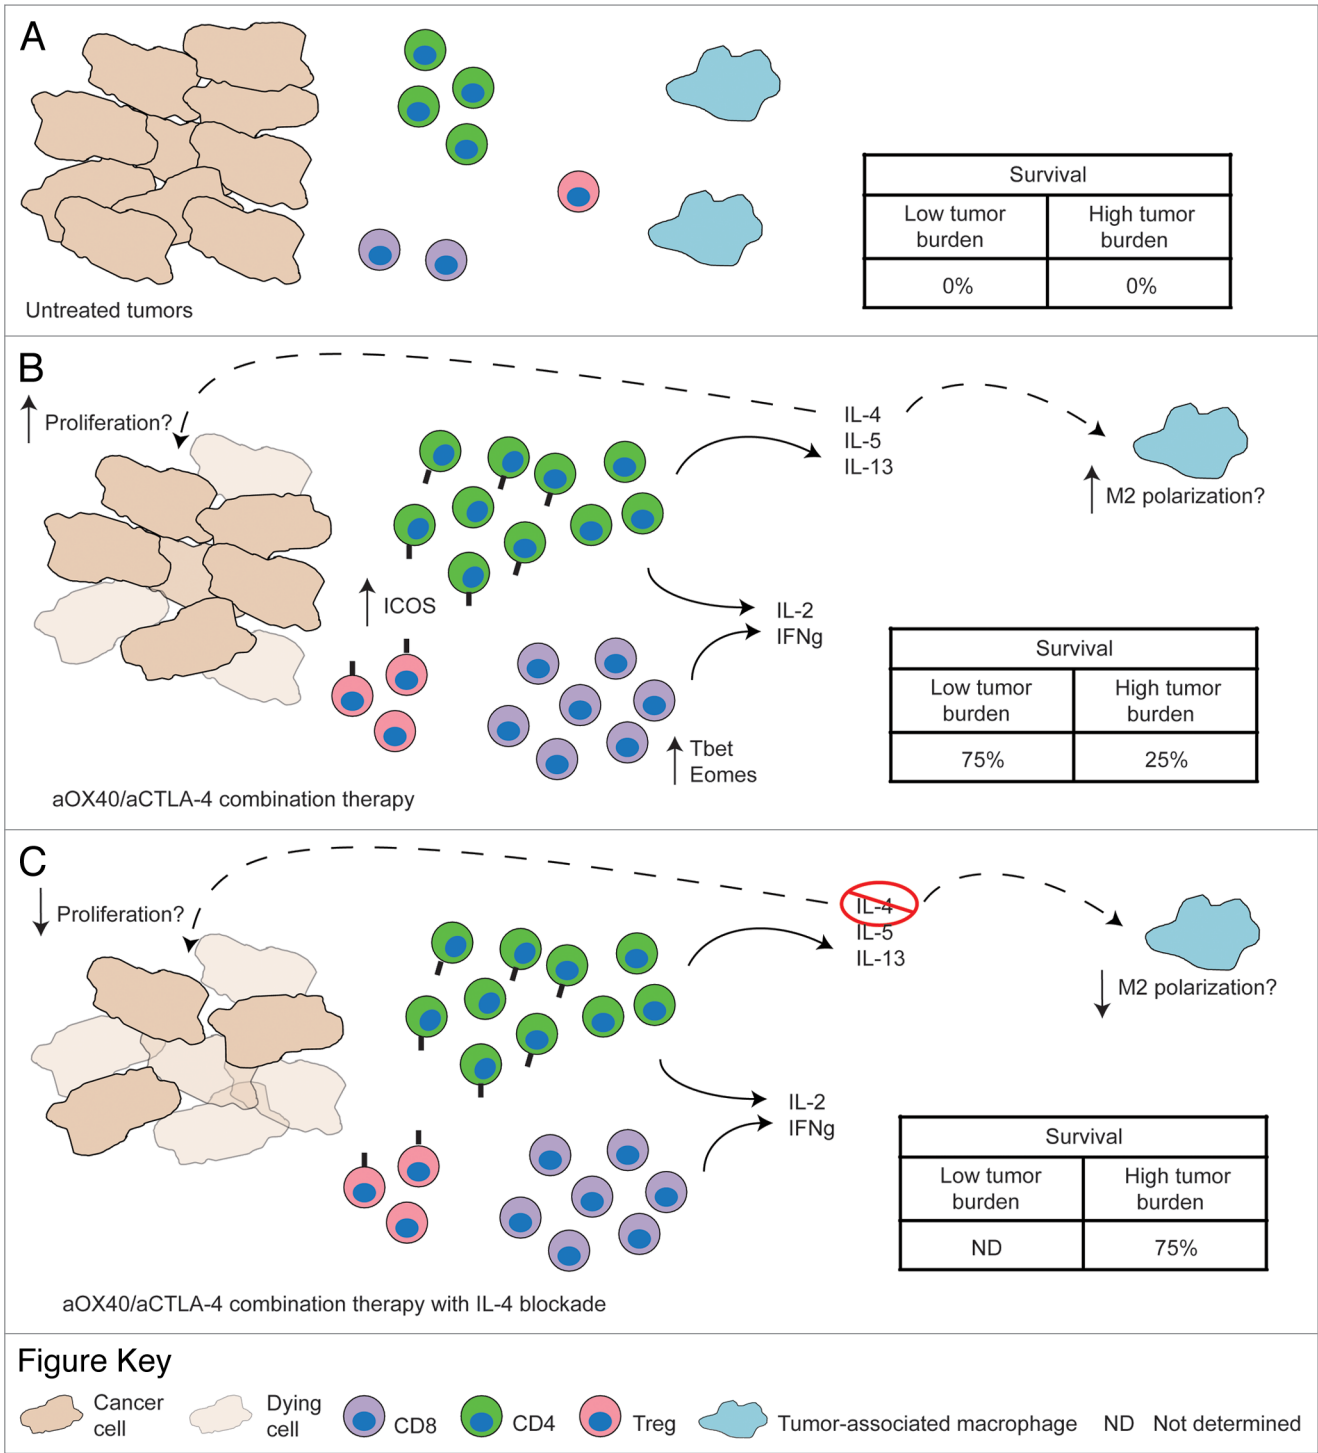 A
Survival
Low tumor
burden
High tumor
burden
0%
0%
Untreated tumors
B
Proliferation?
IL-4
IL-5
IL-13
M2 polarization?
ICOS
IL-2
IFNg
Tbet
Eomes
Survival
Low tumor
burden
High tumor
burden
75%
25%
aOX40/aCTLA-4 combination therapy
C
Proliferation?
IL-4
IL-5
IL-13
M2 polarization?
IL-2
IFNg
Survival
Low tumor
burden
High tumor
burden
ND
75%
aOX40/aCTLA-4 combination therapy with IL-4 blockade
Figure Key
Cancer
cell
Dying
cell
CD8
CD4
Treg
Tumor-associated macrophage
ND Not determined